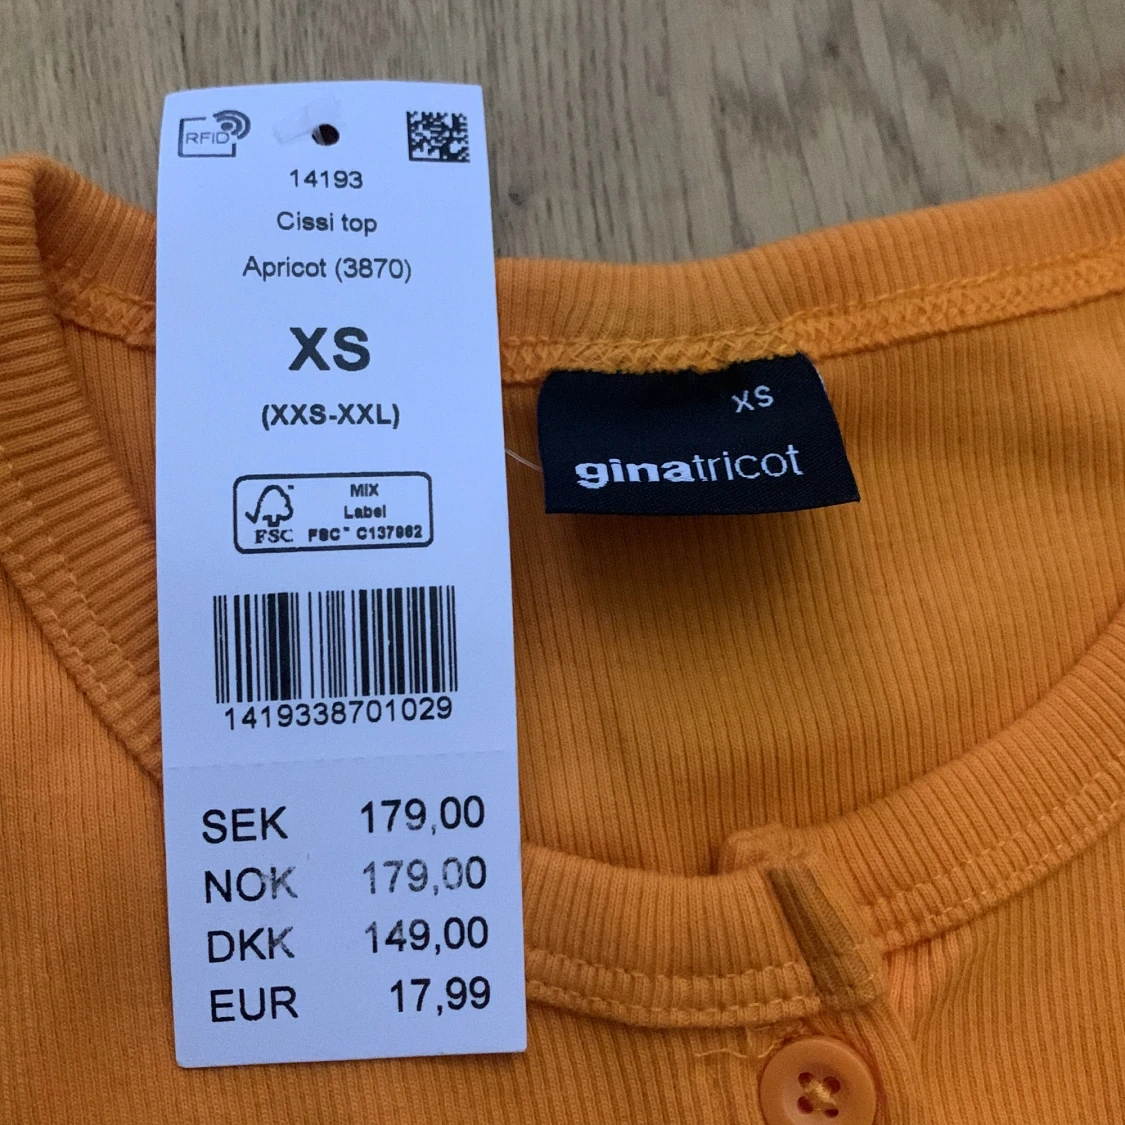 RFID
14193
Cissi top
Apricot (3870)
XS
(XXS-XXL)
MIX
Label
FSC™ C137962
FSC
1419338701029
SEK 179,00
NOK 179,00
DKK 149,00
EUR 17,99
XS
ginatricot